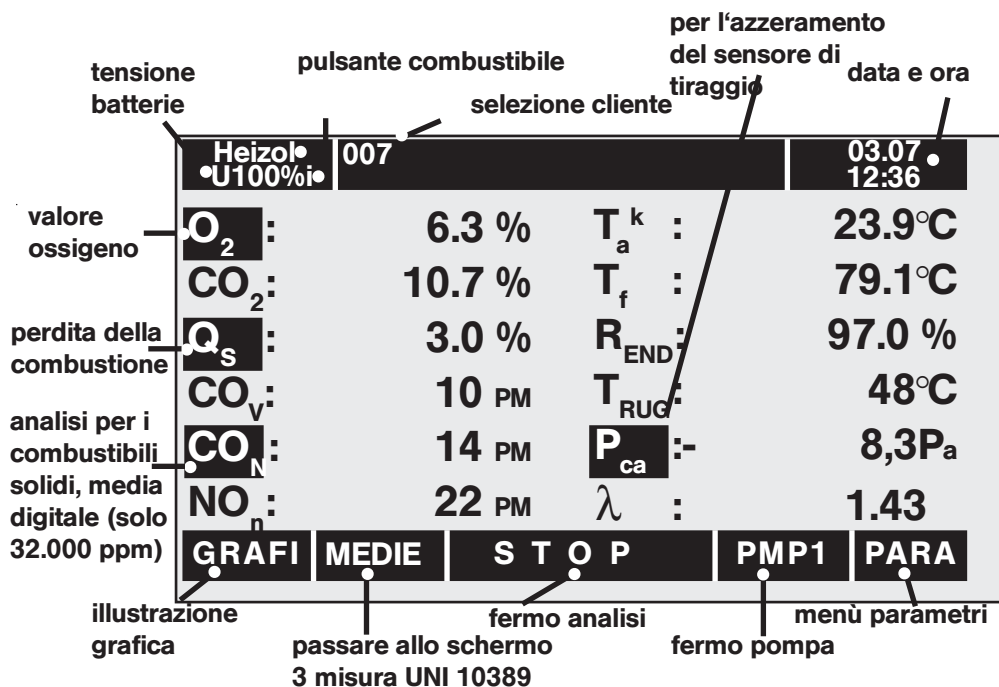 per l'azzeramento
del sensore di
tiraggio
tensione
batterie
pulsante combustibile
selezione cliente
data e ora
Heizol 007 03.07
U100%i 12:36
valore
ossigeno
O2 : 6.3 % Ta k : 23.9°C
CO2: 10.7 % Tf : 79.1°C
perdita della
combustione
QS : 3.0 % REND: 97.0 %
COV: 10 PM TRUG: 48°C
analisi per i
combustibili
solidi, media
digitale (solo
32.000 ppm)
CON : 14 PM Pca :- 8,3Pa
NOn: 22 PM λ : 1.43
GRAFI MEDIE S T O P PMP1 PARA
illustrazione
grafica
passare allo schermo
3 misura UNI 10389
fermo analisi
fermo pompa
menù parametri